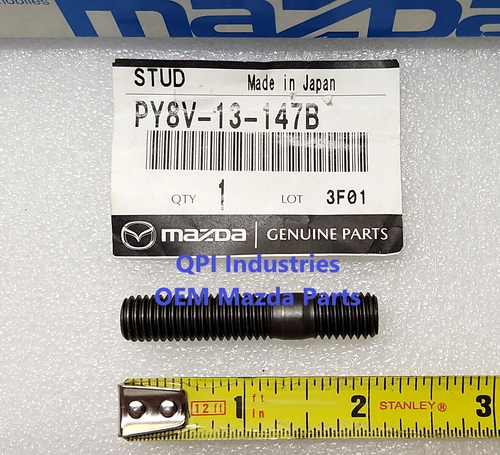 mazda
STUD Made in Japan
PY8V-13-147B
QTY 1 LOT 3F01
mazda GENUINE PARTS
QPI Industries
OEM Mazda Parts
12 ft 1 ft in 2 STANLEY® 3